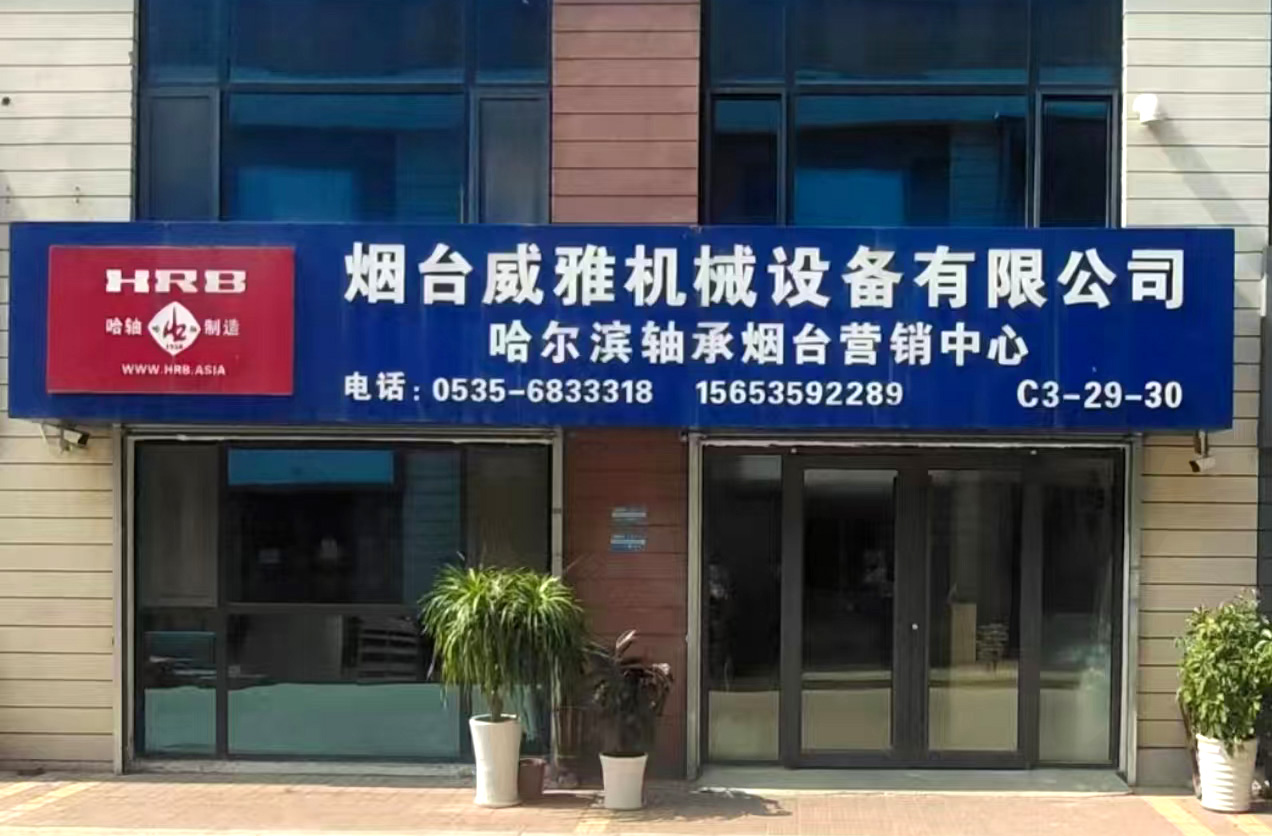 HRB
哈轴 制造
1950
WWW.HRB.ASIA
烟台威雅机械设备有限公司
哈尔滨轴承烟台营销中心
电话：0535-6833318 15653592289 C3-29-30